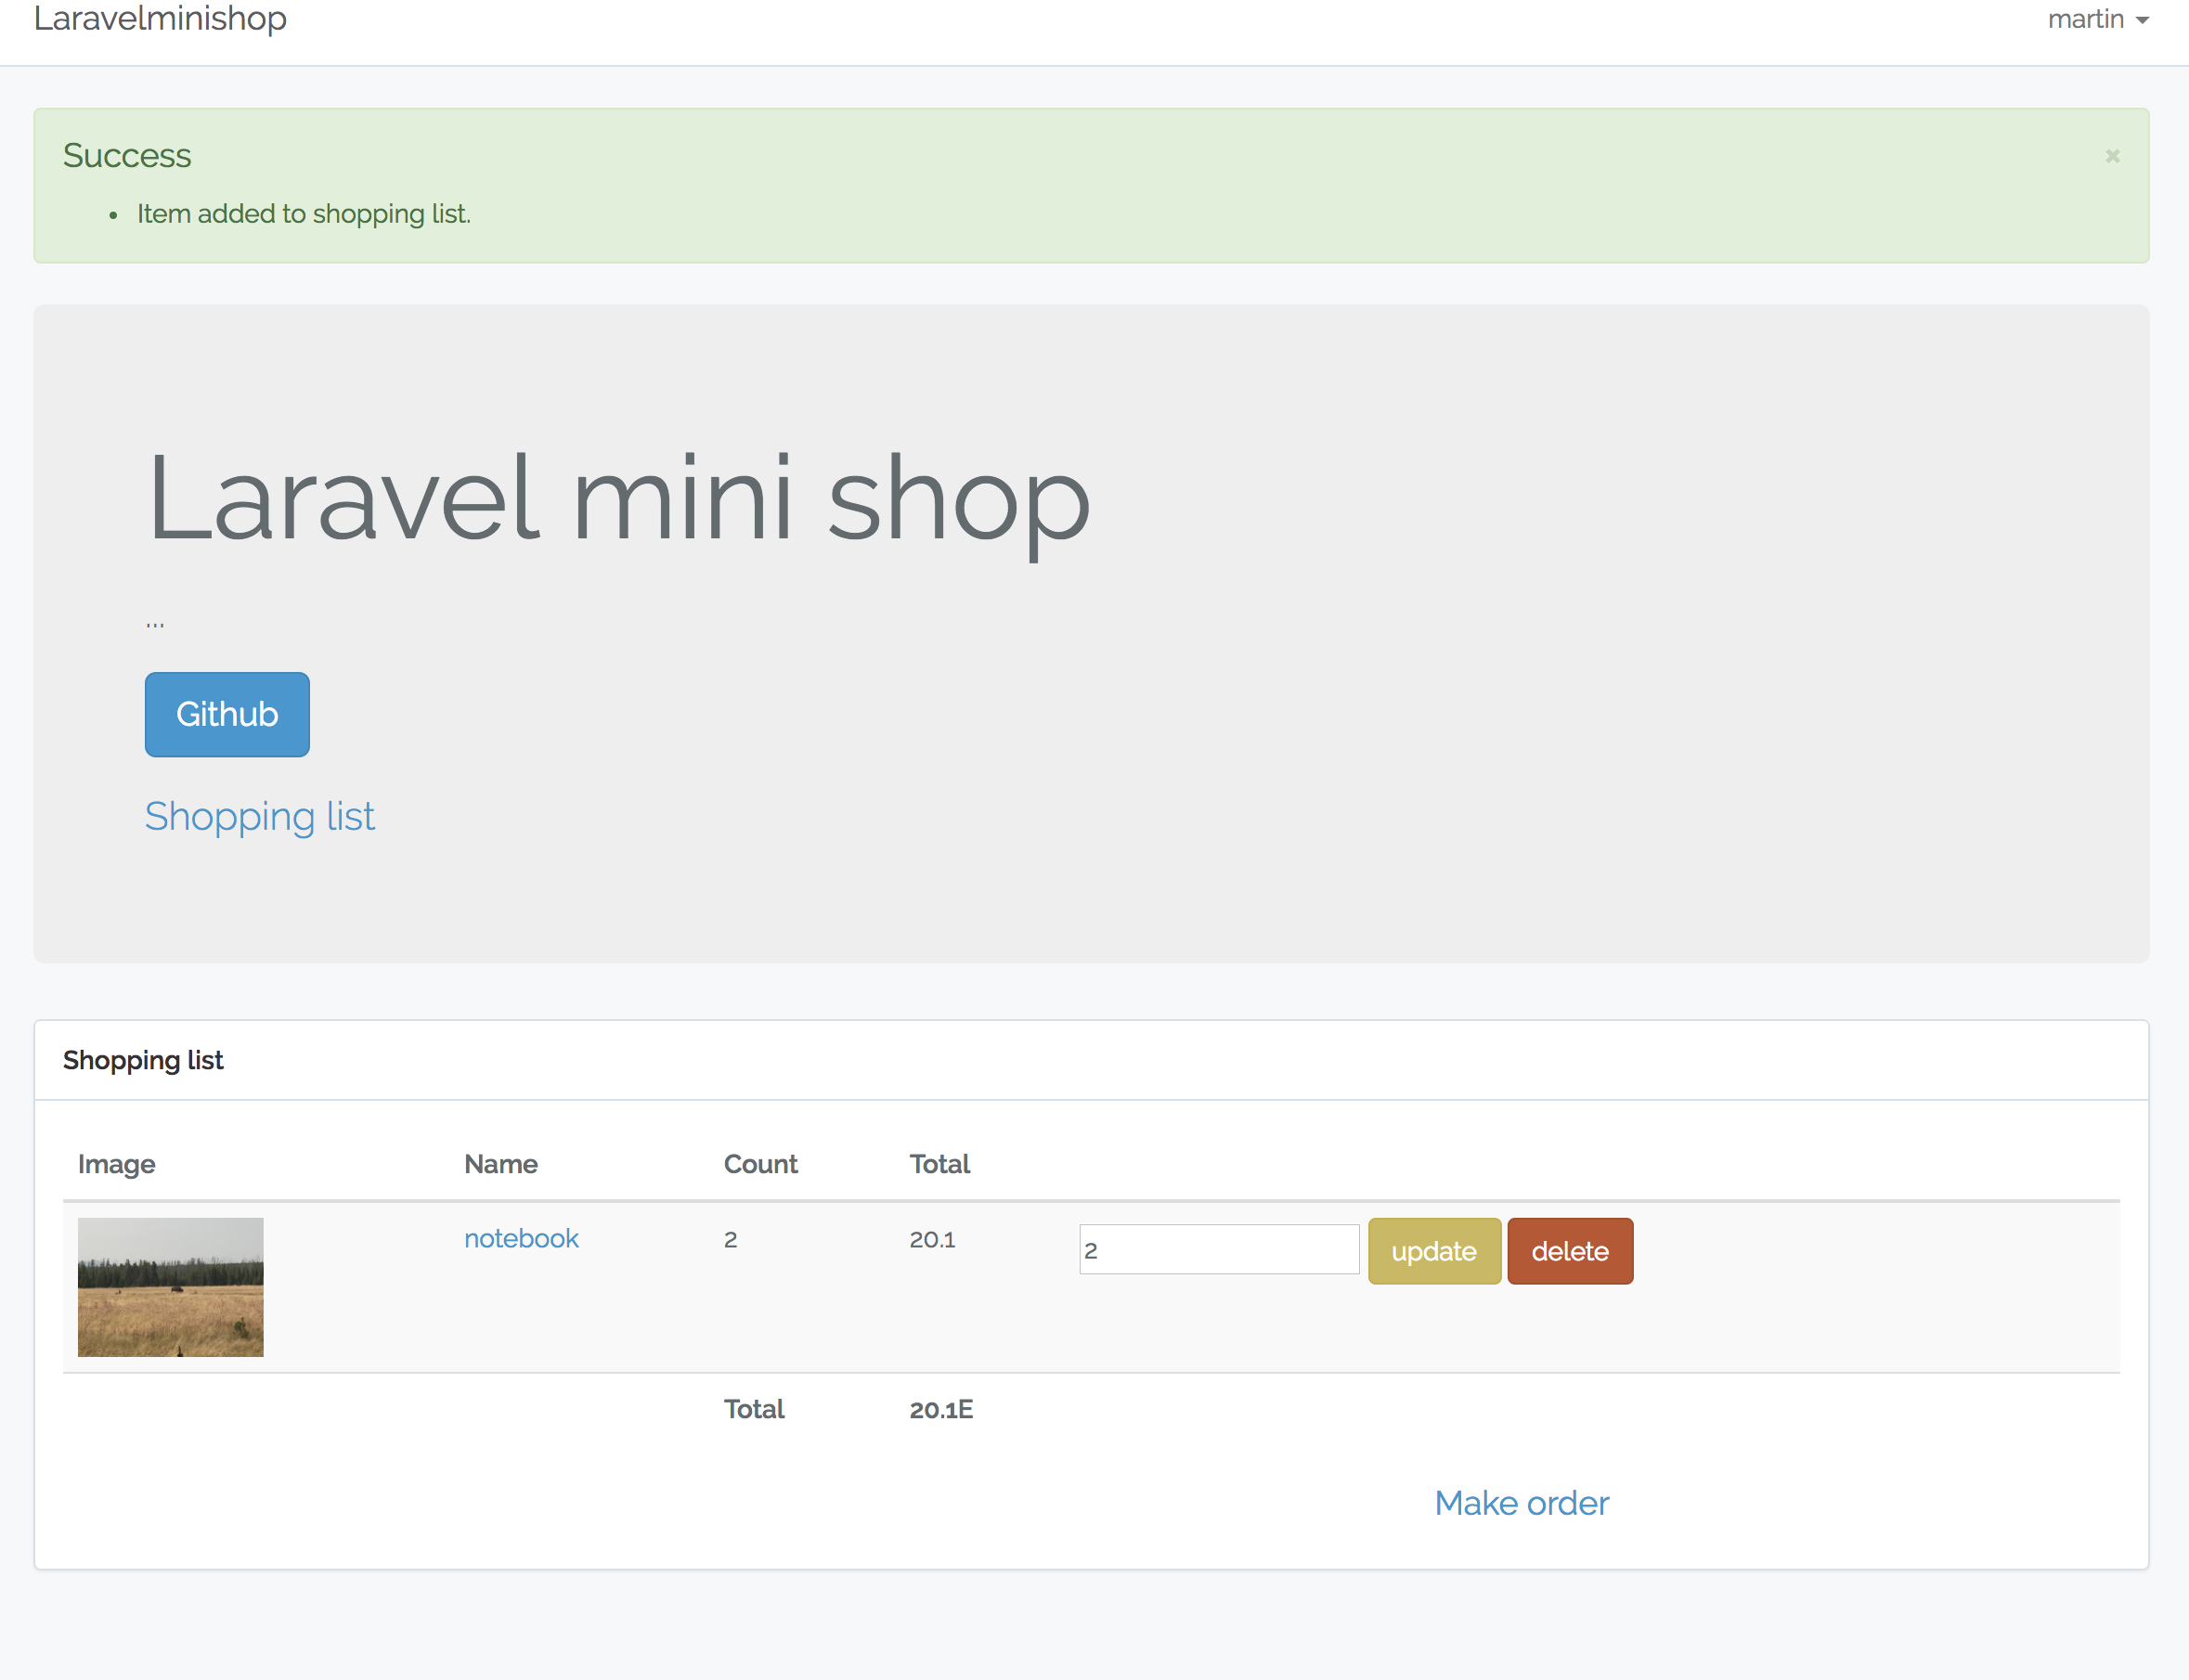 Laravelminishop martin
Success ×
Item added to shopping list.
Laravel mini shop
...
Github
Shopping list
Shopping list
Image Name Count Total
notebook 2 20.1 2 update delete
Total 20.1E
Make order